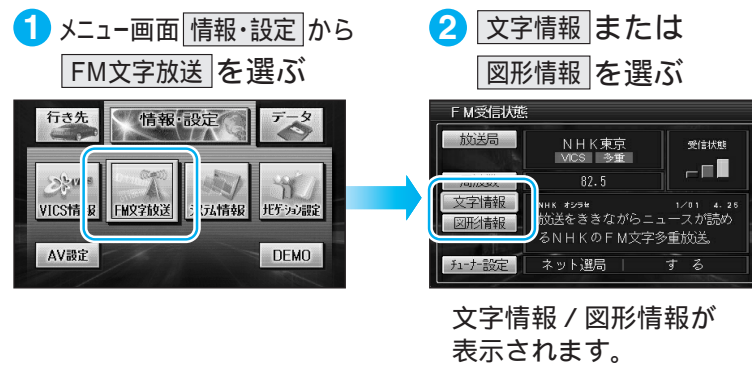 1 メニュー画面 情報・設定 から
FM文字放送 を選ぶ
行き先 情報・設定 データ
VICS情報 FM文字放送 システム情報 ナビゲーション設定
AV設定 DEMO
2 文字情報 または
図形情報 を選ぶ
FM受信状態
放送局 NHK東京 受信状態
VICS 多重
周波数 82.5
文字情報 NHK オシラセ 1/01 4.25
図形情報 放送をききながらニュースが読め
るNHKのFM文字多重放送。
チューナー設定 ネット選局 する
文字情報 / 図形情報が
表示されます。